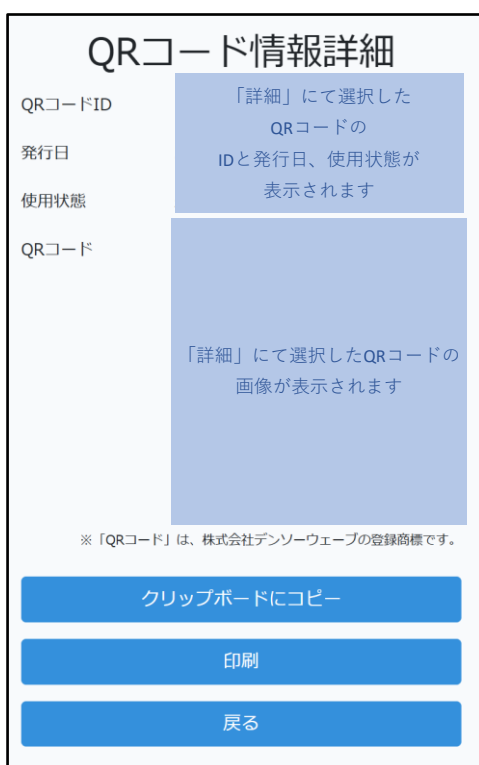 QRコード情報詳細
QRコードID
「詳細」にて選択した
QRコードの
発行日
IDと発行日、使用状態が
表示されます
使用状態
QRコード
「詳細」にて選択したQRコードの
画像が表示されます
※「QRコード」は、株式会社デンソーウェーブの登録商標です。
クリップボードにコピー
印刷
戻る